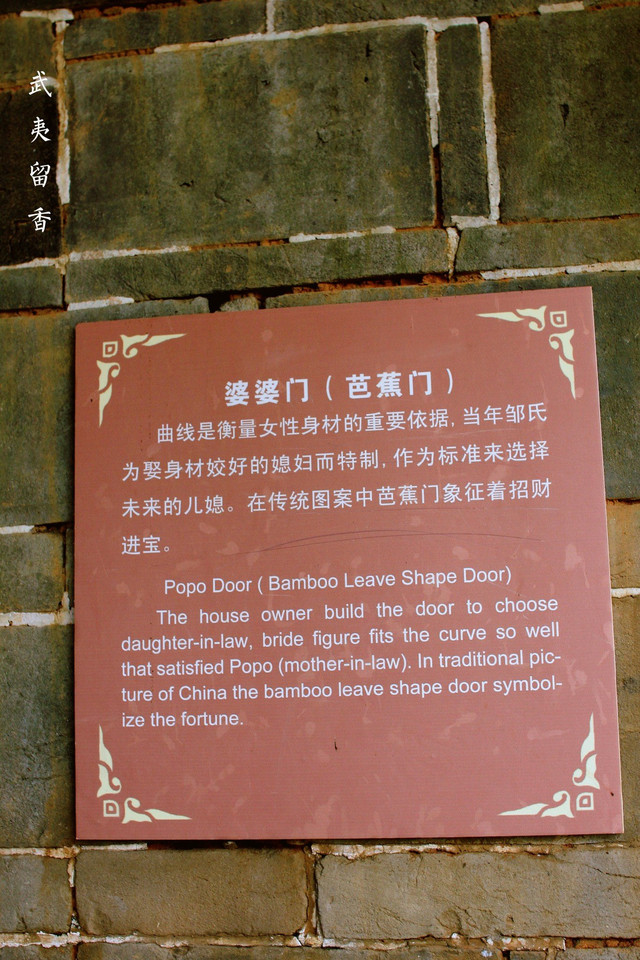 武夷留香
婆婆门（芭蕉门）
曲线是衡量女性身材的重要依据,当年邹氏
为娶身材姣好的媳妇而特制,作为标准来选择
未来的儿媳。在传统图案中芭蕉门象征着招财
进宝。
Popo Door ( Bamboo Leave Shape Door)
The house owner build the door to choose
daughter-in-law, bride figure fits the curve so well
that satisfied Popo (mother-in-law). In traditional pic-
ture of China the bamboo leave shape door symbol-
ize the fortune.